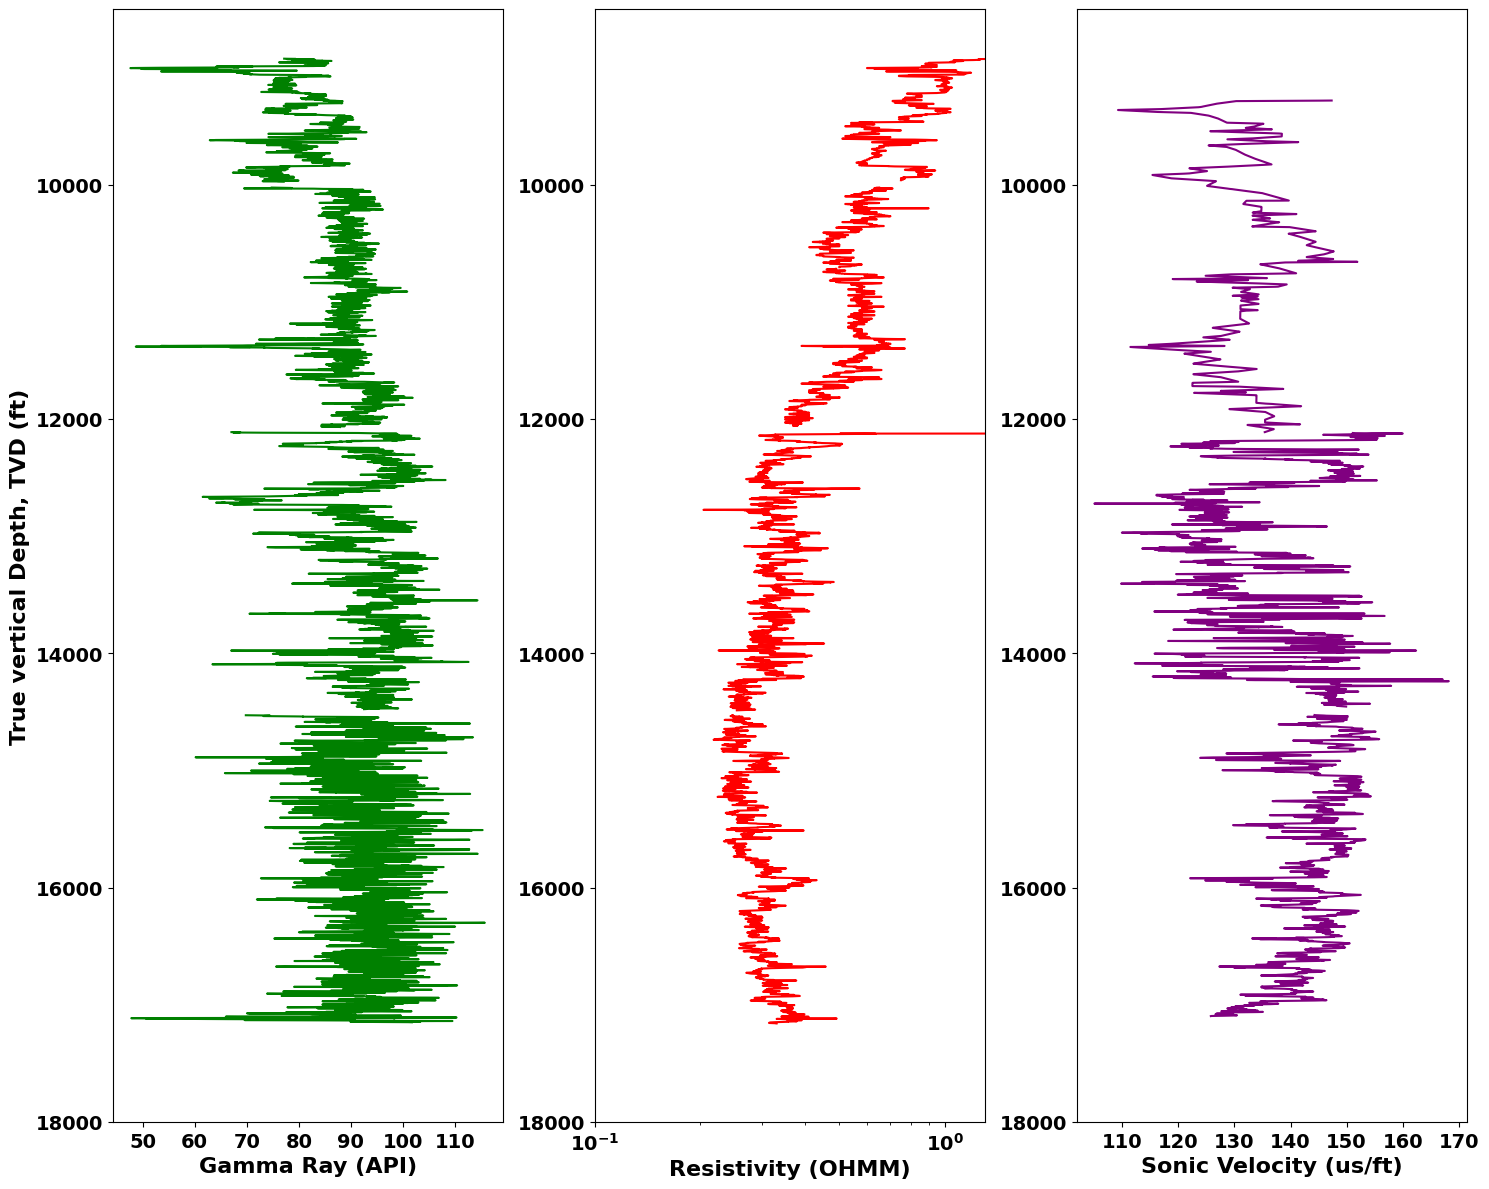 True vertical Depth, TVD (ft)
10000
12000
14000
16000
18000
50 60 70 80 90 100 110
Gamma Ray (API)
10000
12000
14000
16000
18000
10⁻¹ 10⁰
Resistivity (OHMM)
10000
12000
14000
16000
18000
110 120 130 140 150 160 170
Sonic Velocity (us/ft)